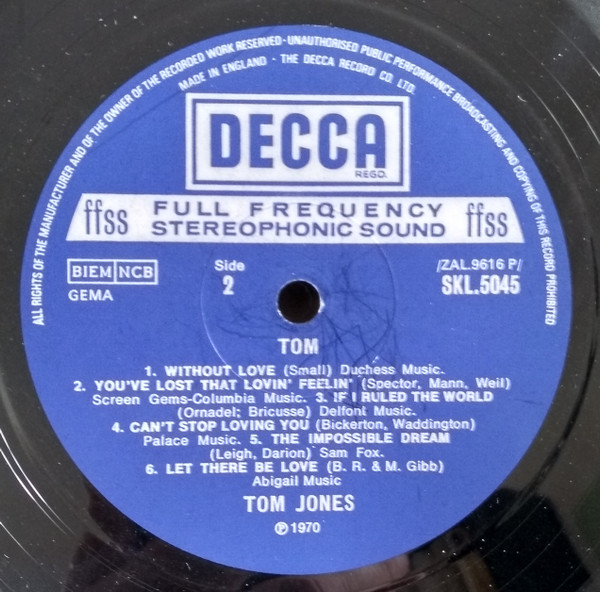 ALL RIGHTS OF THE MANUFACTURER AND OF THE OWNER OF THE RECORDED WORK RESERVED · UNAUTHORISED PUBLIC PERFORMANCE BROADCASTING AND COPYING OF THIS RECORD PROHIBITED
MADE IN ENGLAND · THE DECCA RECORD CO. LTD.
DECCA
REGD.
ffss FULL FREQUENCY STEREOPHONIC SOUND ffss
BIEM NCB
GEMA
Side
2
/ZAL.9616 P/
SKL.5045
TOM
1. WITHOUT LOVE (Small) Duchess Music.
2. YOU'VE LOST THAT LOVIN' FEELIN' (Spector, Mann, Weil)
Screen Gems-Columbia Music. 3. IF I RULED THE WORLD
(Ornadel; Bricusse) Delfont Music.
4. CAN'T STOP LOVING YOU (Bickerton, Waddington)
Palace Music. 5. THE IMPOSSIBLE DREAM
(Leigh, Darion) Sam Fox.
6. LET THERE BE LOVE (B. R. & M. Gibb)
Abigail Music
TOM JONES
℗ 1970